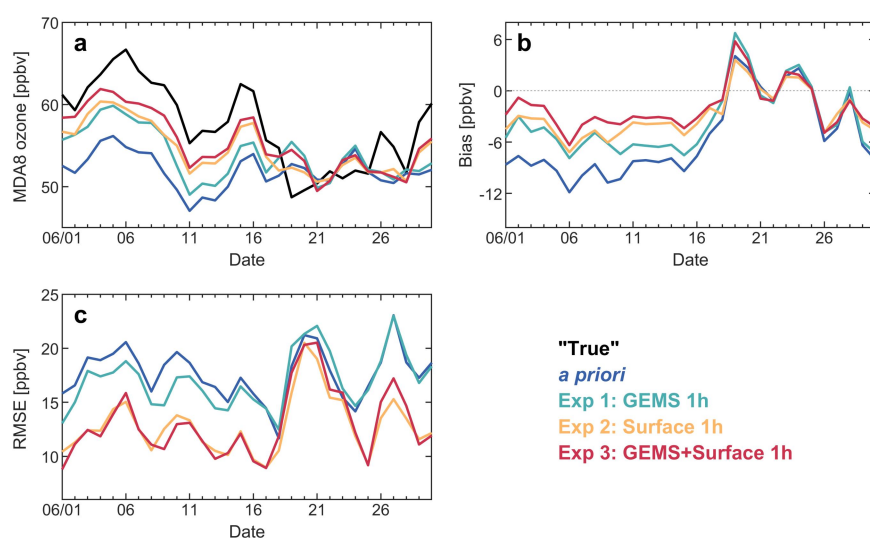 a
MDA8 ozone [ppbv]
70
60
50
06/01 06 11 16 21 26
Date
b
Bias [ppbv]
6
0
-6
-12
06/01 06 11 16 21 26
Date
c
RMSE [ppbv]
25
20
15
10
06/01 06 11 16 21 26
Date
"True"
a priori
Exp 1: GEMS 1h
Exp 2: Surface 1h
Exp 3: GEMS+Surface 1h